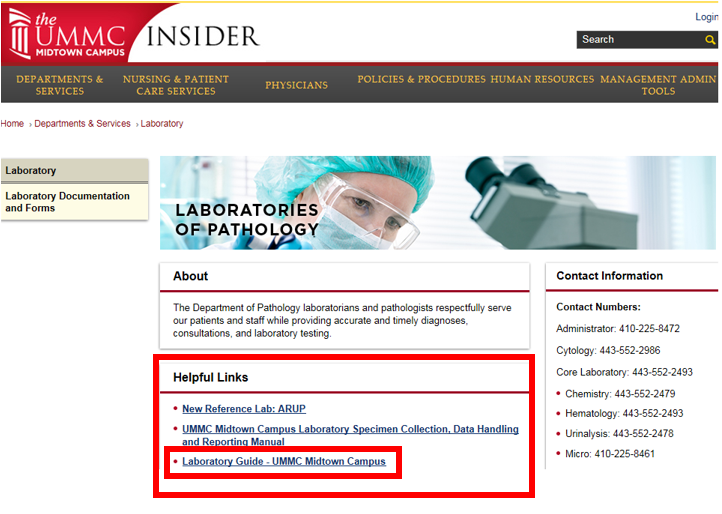 the
UMMC
MIDTOWN CAMPUS
INSIDER
Login
Search
DEPARTMENTS & SERVICES
NURSING & PATIENT CARE SERVICES
PHYSICIANS
POLICIES & PROCEDURES
HUMAN RESOURCES
MANAGEMENT ADMIN TOOLS
Home › Departments & Services › Laboratory
Laboratory
Laboratory Documentation
and Forms
LABORATORIES
OF PATHOLOGY
About
The Department of Pathology laboratorians and pathologists respectfully serve
our patients and staff while providing accurate and timely diagnoses,
consultations, and laboratory testing.
Helpful Links
• New Reference Lab: ARUP
• UMMC Midtown Campus Laboratory Specimen Collection, Data Handling
and Reporting Manual
• Laboratory Guide - UMMC Midtown Campus
Contact Information
Contact Numbers:
Administrator: 410-225-8472
Cytology: 443-552-2986
Core Laboratory: 443-552-2493
• Chemistry: 443-552-2479
• Hematology: 443-552-2493
• Urinalysis: 443-552-2478
• Micro: 410-225-8461